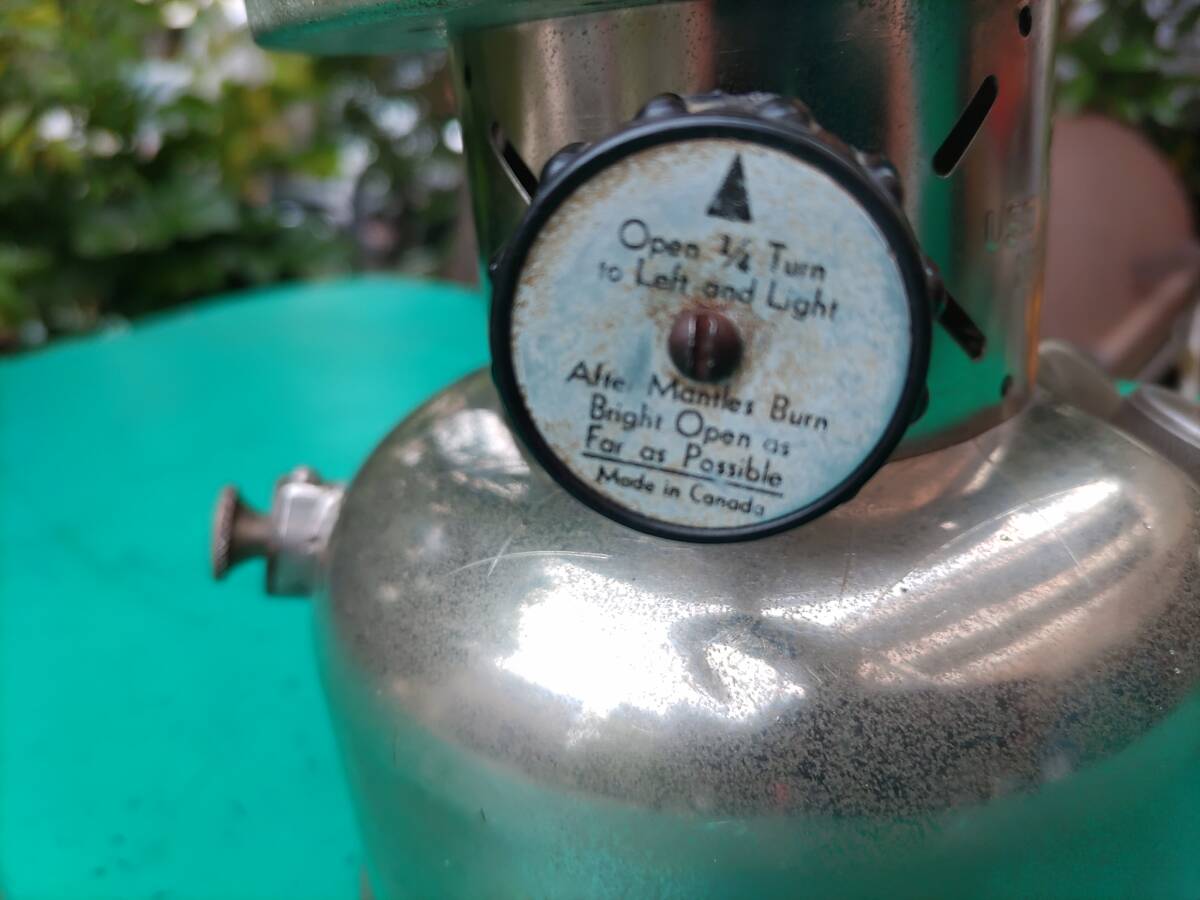 Open ¼ Turn
to Left and Light
After Mantles Burn
Bright Open as
Far as Possible
Made in Canada